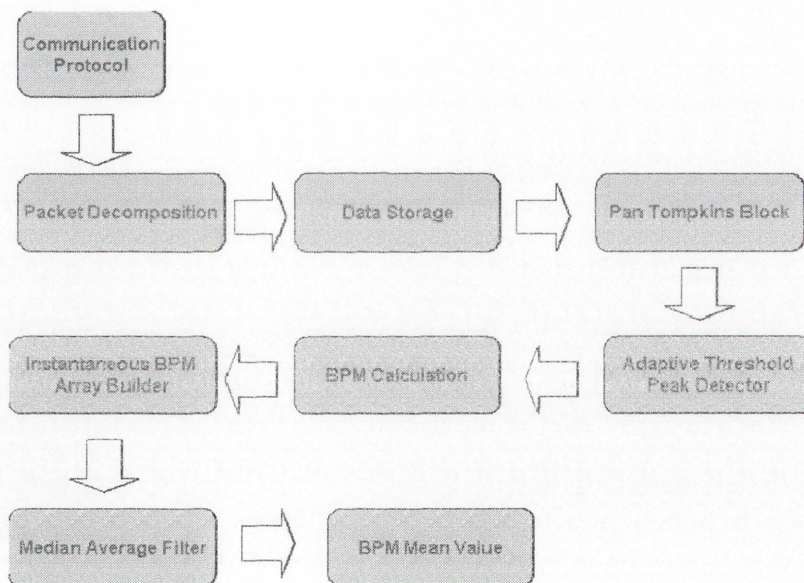 Communication
Protocol
Packet Decomposition
Data Storage
Pan Tompkins Block
Adaptive Threshold
Peak Detector
BPM Calculation
Instantaneous BPM
Array Builder
Median Average Filter
BPM Mean Value